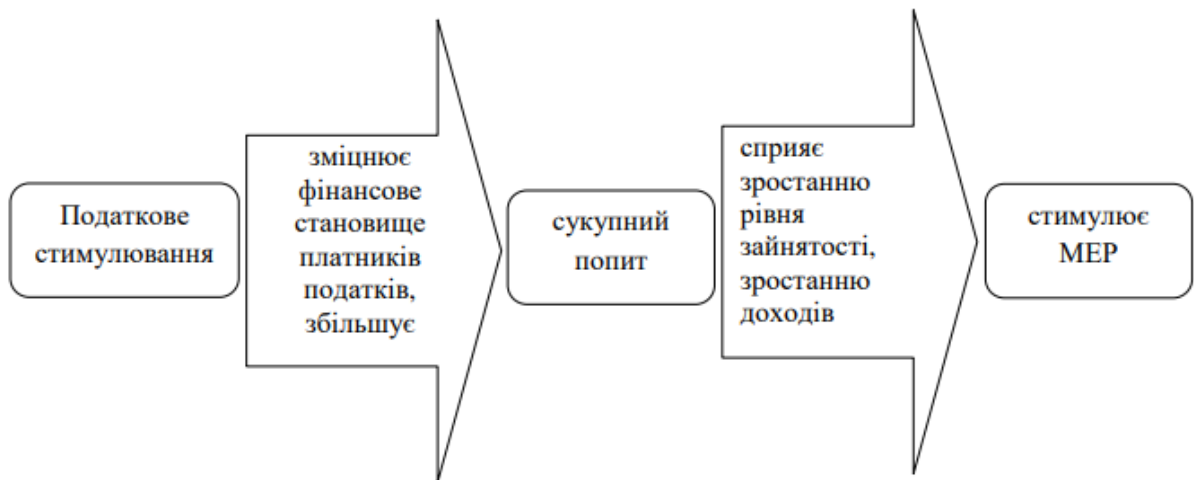 Податкове
стимулювання
зміцнює
фінансове
становище
платників
податків,
збільшує
сукупний
попит
сприяє
зростанню
рівня
зайнятості,
зростанню
доходів
стимулює
МЕР